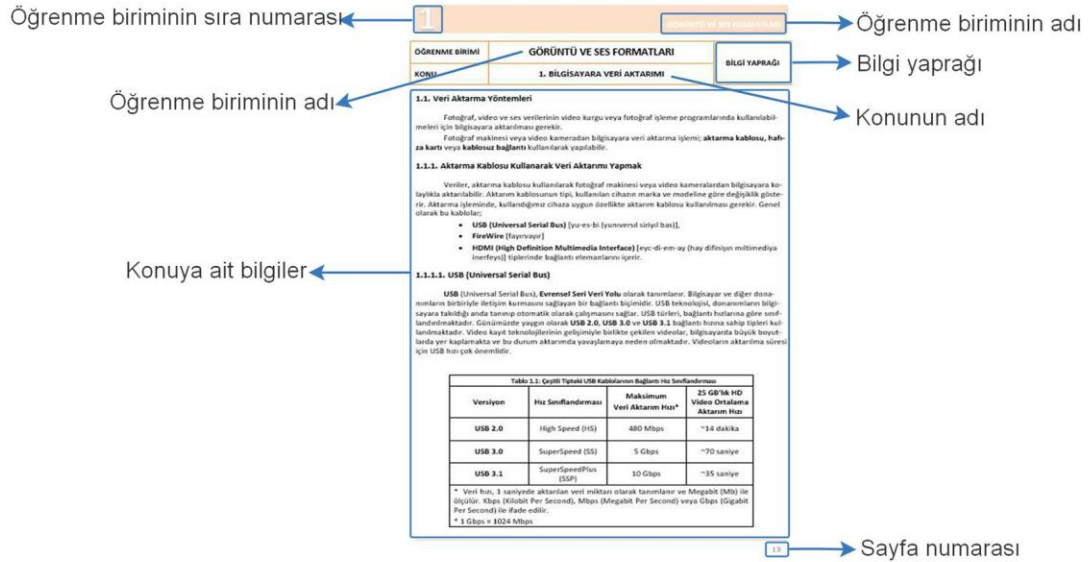 Öğrenme biriminin sıra numarası
1
GÖRÜNTÜ VE SES FORMATLARI
Öğrenme biriminin adı
ÖĞRENME BİRİMİ
GÖRÜNTÜ VE SES FORMATLARI
BİLGİ YAPRAĞI
Bilgi yaprağı
KONU
1. BİLGİSAYARA VERİ AKTARIMI
Öğrenme biriminin adı
Konunun adı
1.1. Veri Aktarma Yöntemleri
Fotoğraf, video ve ses verilerinin video kurgu veya fotoğraf işleme programlarında kullanılabil-
meleri için bilgisayara aktarılması gerekir.
Fotoğraf makinesi veya video kameradan bilgisayara veri aktarma işlemi; aktarma kablosu, hafı-
za kartı veya kablosuz bağlantı kullanılarak yapılabilir.
1.1.1. Aktarma Kablosu Kullanarak Veri Aktarımı Yapmak
Veriler, aktarma kablosu kullanılarak fotoğraf makinesi veya video kameralardan bilgisayara ko-
laylıkla aktarılabilir. Aktarım kablosunun tipi, kullanılan cihazın marka ve modeline göre değişiklik göste-
rir. Aktarma işleminde, kullandığımız cihaza uygun özellikte aktarım kablosu kullanılması gerekir. Genel
olarak bu kablolar;
• USB (Universal Serial Bus) [yu-es-bi (yunıversıl siriyıl bas)],
• FireWire [fayırvayır]
• HDMI (High Definition Multimedia Interface) [eyc-di-em-ay (hay difinişın mıltimediya
inerfeys)] tiplerinde bağlantı elemanlarını içerir.
Konuya ait bilgiler
1.1.1.1. USB (Universal Serial Bus)
USB (Universal Serial Bus), Evrensel Seri Veri Yolu olarak tanımlanır. Bilgisayar ve diğer dona-
nımların birbiriyle iletişim kurmasını sağlayan bir bağlantı biçimidir. USB teknolojisi, donanımların bilgi-
sayara takıldığı anda tanınıp otomatik olarak çalışmasını sağlar. USB türleri, bağlantı hızlarına göre sınıf-
landırılmaktadır. Günümüzde yaygın olarak USB 2.0, USB 3.0 ve USB 3.1 bağlantı hızına sahip tipleri kul-
lanılmaktadır. Video kayıt teknolojilerinin gelişimiyle birlikte çekilen videolar, bilgisayarda büyük boyut-
larda yer kaplamakta ve bu durum aktarımda yavaşlamaya neden olmaktadır. Videoların aktarılma süresi
için USB hızı çok önemlidir.
Tablo 1.1: Çeşitli Tipteki USB Kablolarının Bağlantı Hız Sınıflandırması
Versiyon
Hız Sınıflandırması
Maksimum
Veri Aktarım Hızı*
25 GB'lık HD
Video Ortalama
Aktarım Hızı
USB 2.0
High Speed (HS)
480 Mbps
~14 dakika
USB 3.0
SuperSpeed (SS)
5 Gbps
~70 saniye
USB 3.1
SuperSpeedPlus
(SSP)
10 Gbps
~35 saniye
* Veri hızı, 1 saniyede aktarılan veri miktarı olarak tanımlanır ve Megabit (Mb) ile
ölçülür. Kbps (Kilobit Per Second), Mbps (Megabit Per Second) veya Gbps (Gigabit
Per Second) ile ifade edilir.
* 1 Gbps = 1024 Mbps
13
Sayfa numarası